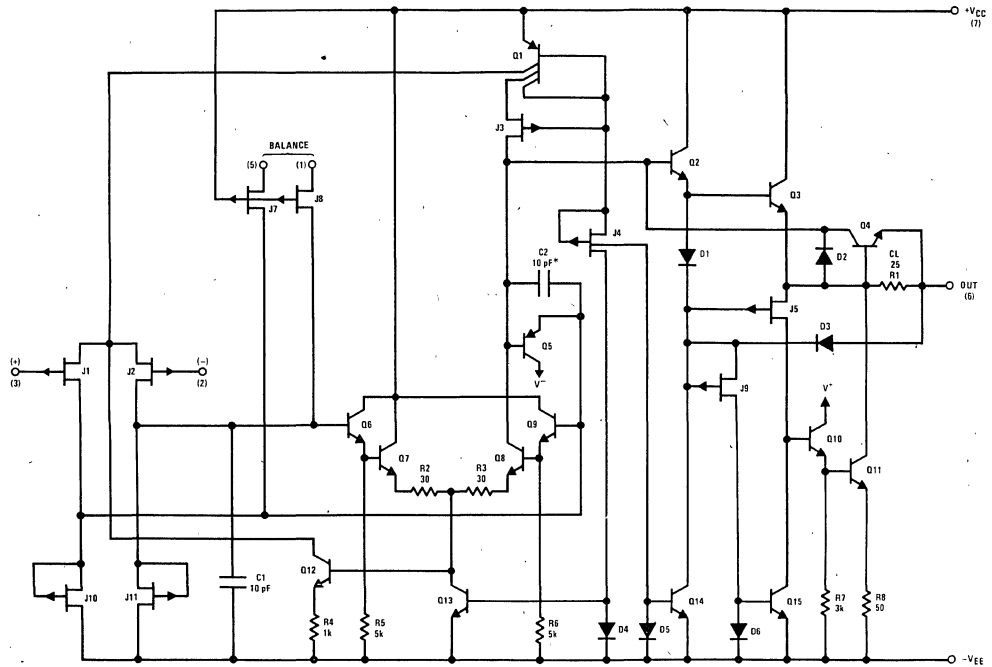 +VCC
(7)
Q1
J3
BALANCE
(5)
(1)
J7
J8
Q2
Q3
J4
Q4
D1
D2
CL
25
R1
OUT
(6)
C2
10 pF*
J5
D3
Q5
V−
J9
V+
(+)
(3)
J1
J2
(−)
(2)
Q6
Q7
R2
30
R3
30
Q8
Q9
Q10
Q11
Q12
Q13
C1
10 pF
J10
J11
R4
1k
R5
5k
R6
5k
D4
D5
Q14
D6
Q15
R7
3k
R8
50
−VEE